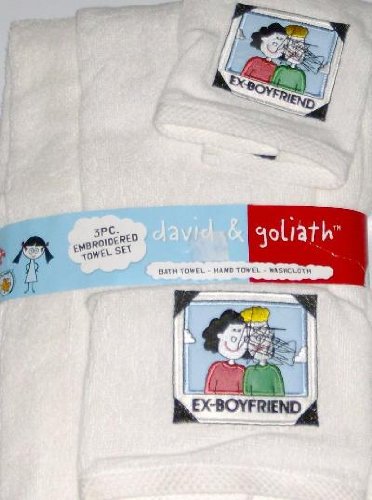 EX-BOYFRIEND
3PC.
EMBROIDERED
TOWEL SET
david & goliath™
BATH TOWEL - HAND TOWEL - WASHCLOTH
EX-BOYFRIEND